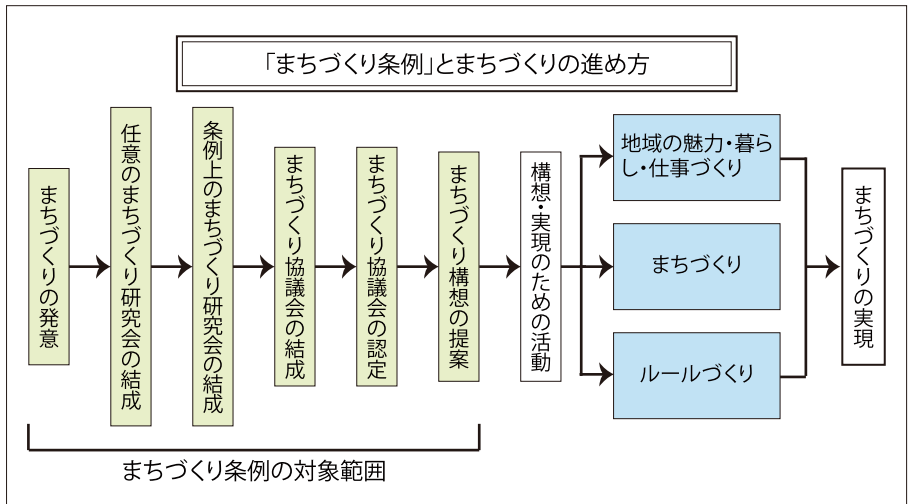 「まちづくり条例」とまちづくりの進め方
まちづくりの発意
任意のまちづくり研究会の結成
条例上のまちづくり研究会の結成
まちづくり協議会の結成
まちづくり協議会の認定
まちづくり構想の提案
構想・実現のための活動
地域の魅力・暮ら
し・仕事づくり
まちづくり
ルールづくり
まちづくりの実現
まちづくり条例の対象範囲